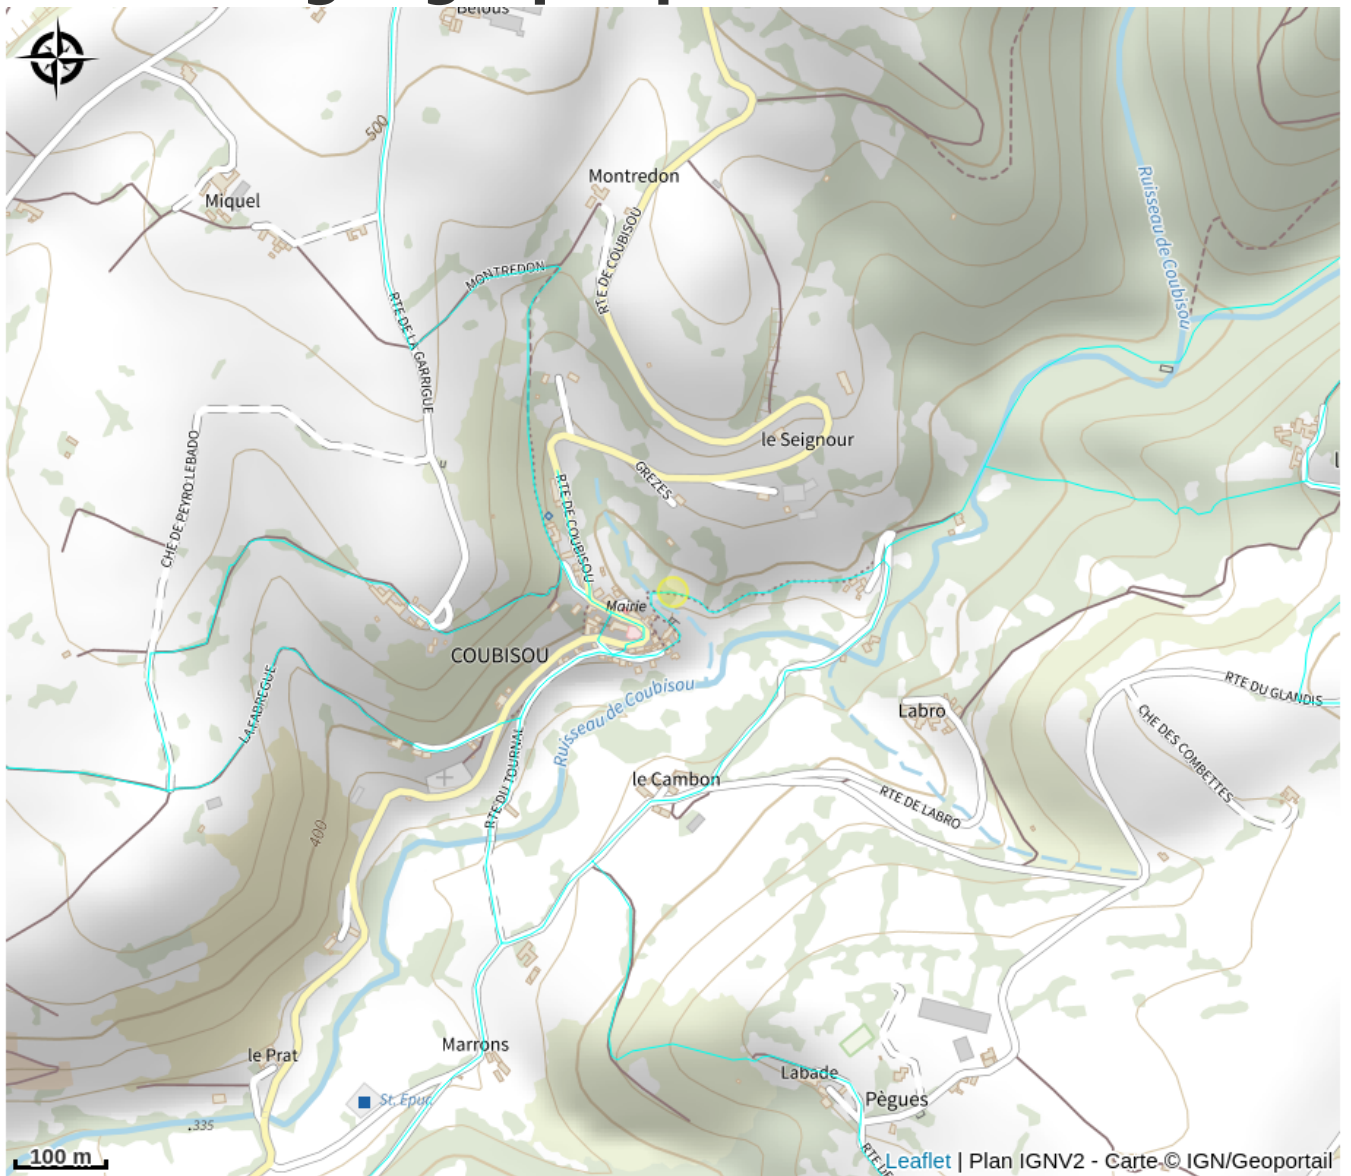 Belous
500
Montredon
Miquel
Ruisseau de Coubisou
RTE DE COUBISOU
MONTREDON
RTE DE LA GARRIGUE
le Seignour
CHE DE PEYRO LEBADO
GREZES
RTE DE COUBISOU
Mairie
COUBISOU
LAFABREGUE
Ruisseau de Coubisou
RTE DU GLANDIS
Labro
CHE DES COMBETTES
RTE DU TOURNAL
le Cambon
RTE DE LABRO
400
Marrons
le Prat
Labade
Pègues
St. Epur.
.335
RTE DE
100 m
Leaflet | Plan IGNV2 - Carte © IGN/Geoportail